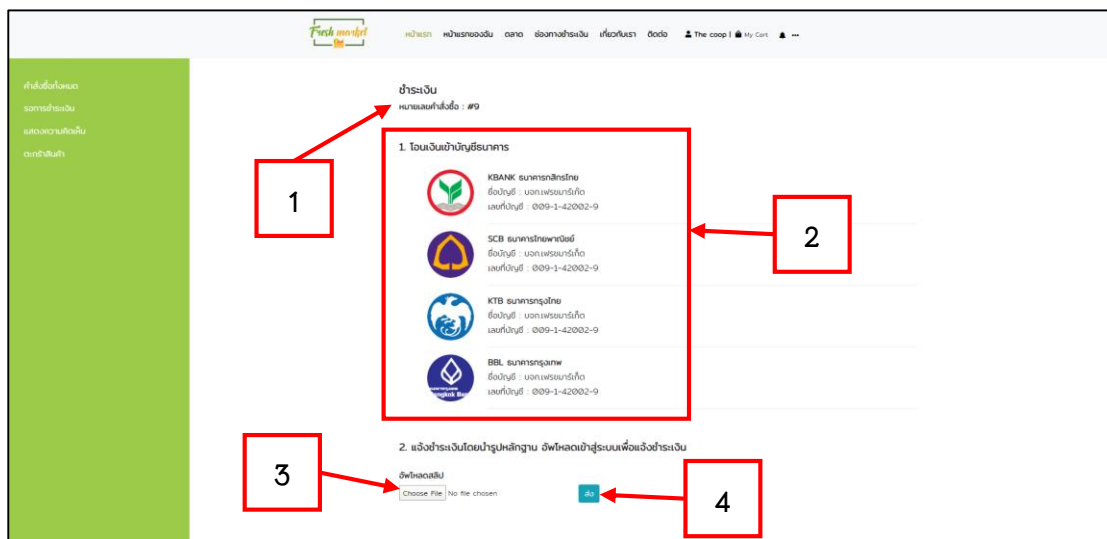 Fresh market
หน้าแรก หน้าแรกของฉัน ตลาด ช่องทางชำระเงิน เกี่ยวกับเรา ติดต่อ The coop | My Cart
คำสั่งซื้อทั้งหมด
รอการชำระเงิน
แสดงความคิดเห็น
ตะกร้าสินค้า
ชำระเงิน
หมายเลขคำสั่งซื้อ : #9
1
1. โอนเงินเข้าบัญชีธนาคาร
KBANK ธนาคารกสิกรไทย
ชื่อบัญชี : บจก.เฟรชมาร์เก็ต
เลขที่บัญชี : 009-1-42002-9
2
SCB ธนาคารไทยพาณิชย์
ชื่อบัญชี : บจก.เฟรชมาร์เก็ต
เลขที่บัญชี : 009-1-42002-9
KTB ธนาคารกรุงไทย
ชื่อบัญชี : บจก.เฟรชมาร์เก็ต
เลขที่บัญชี : 009-1-42002-9
BBL ธนาคารกรุงเทพ
ชื่อบัญชี : บจก.เฟรชมาร์เก็ต
เลขที่บัญชี : 009-1-42002-9
2. แจ้งชำระเงินโดยนำรูปหลักฐาน อัพโหลดเข้าสู่ระบบเพื่อแจ้งชำระเงิน
3
อัพโหลดสลิป
Choose File No file chosen ส่ง
4